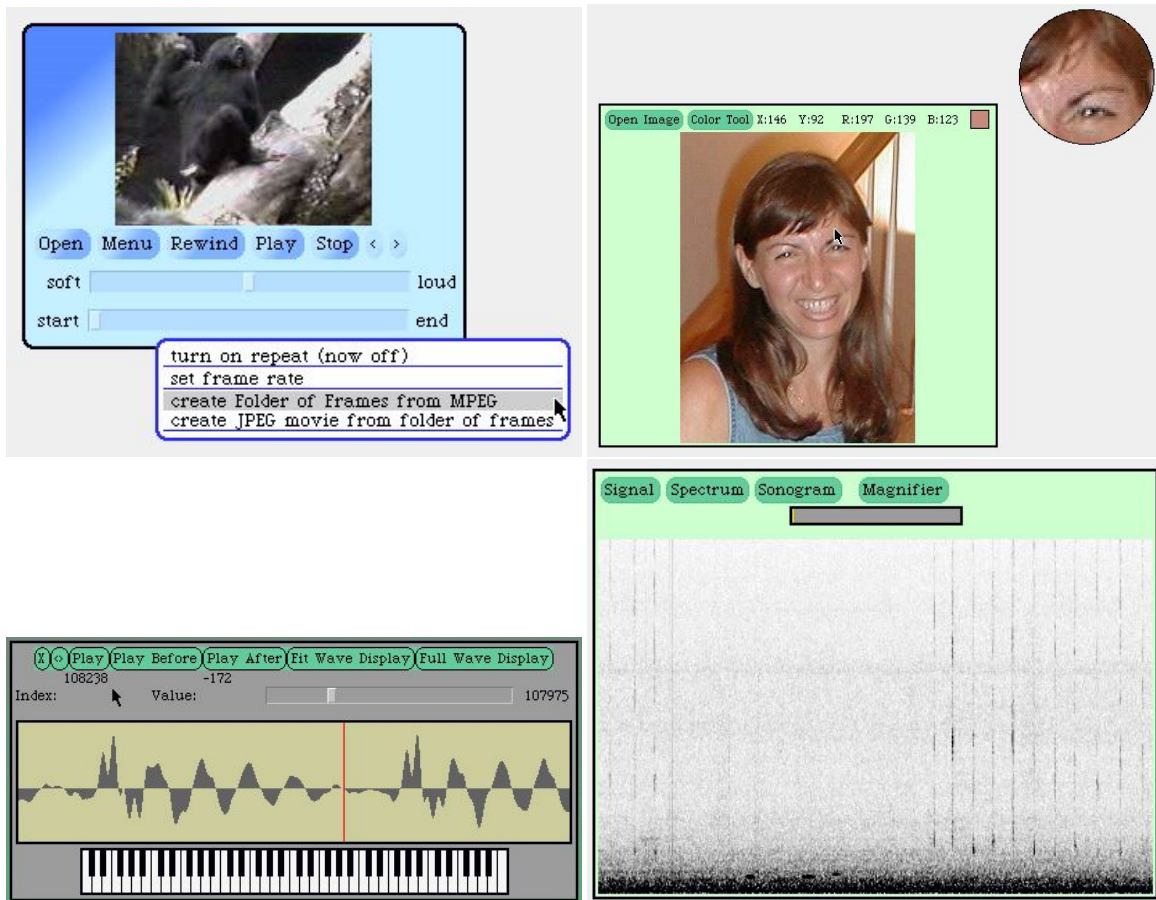 Open Menu Rewind Play Stop < >
soft loud
start end
turn on repeat (now off)
set frame rate
create Folder of Frames from MPEG
create JPEG movie from folder of frames
Open Image Color Tool X:146 Y:92 R:197 G:139 B:123
X <> Play Play Before Play After Fit Wave Display Full Wave Display
108238 -172
Index: Value: 107975
Signal Spectrum Sonogram Magnifier